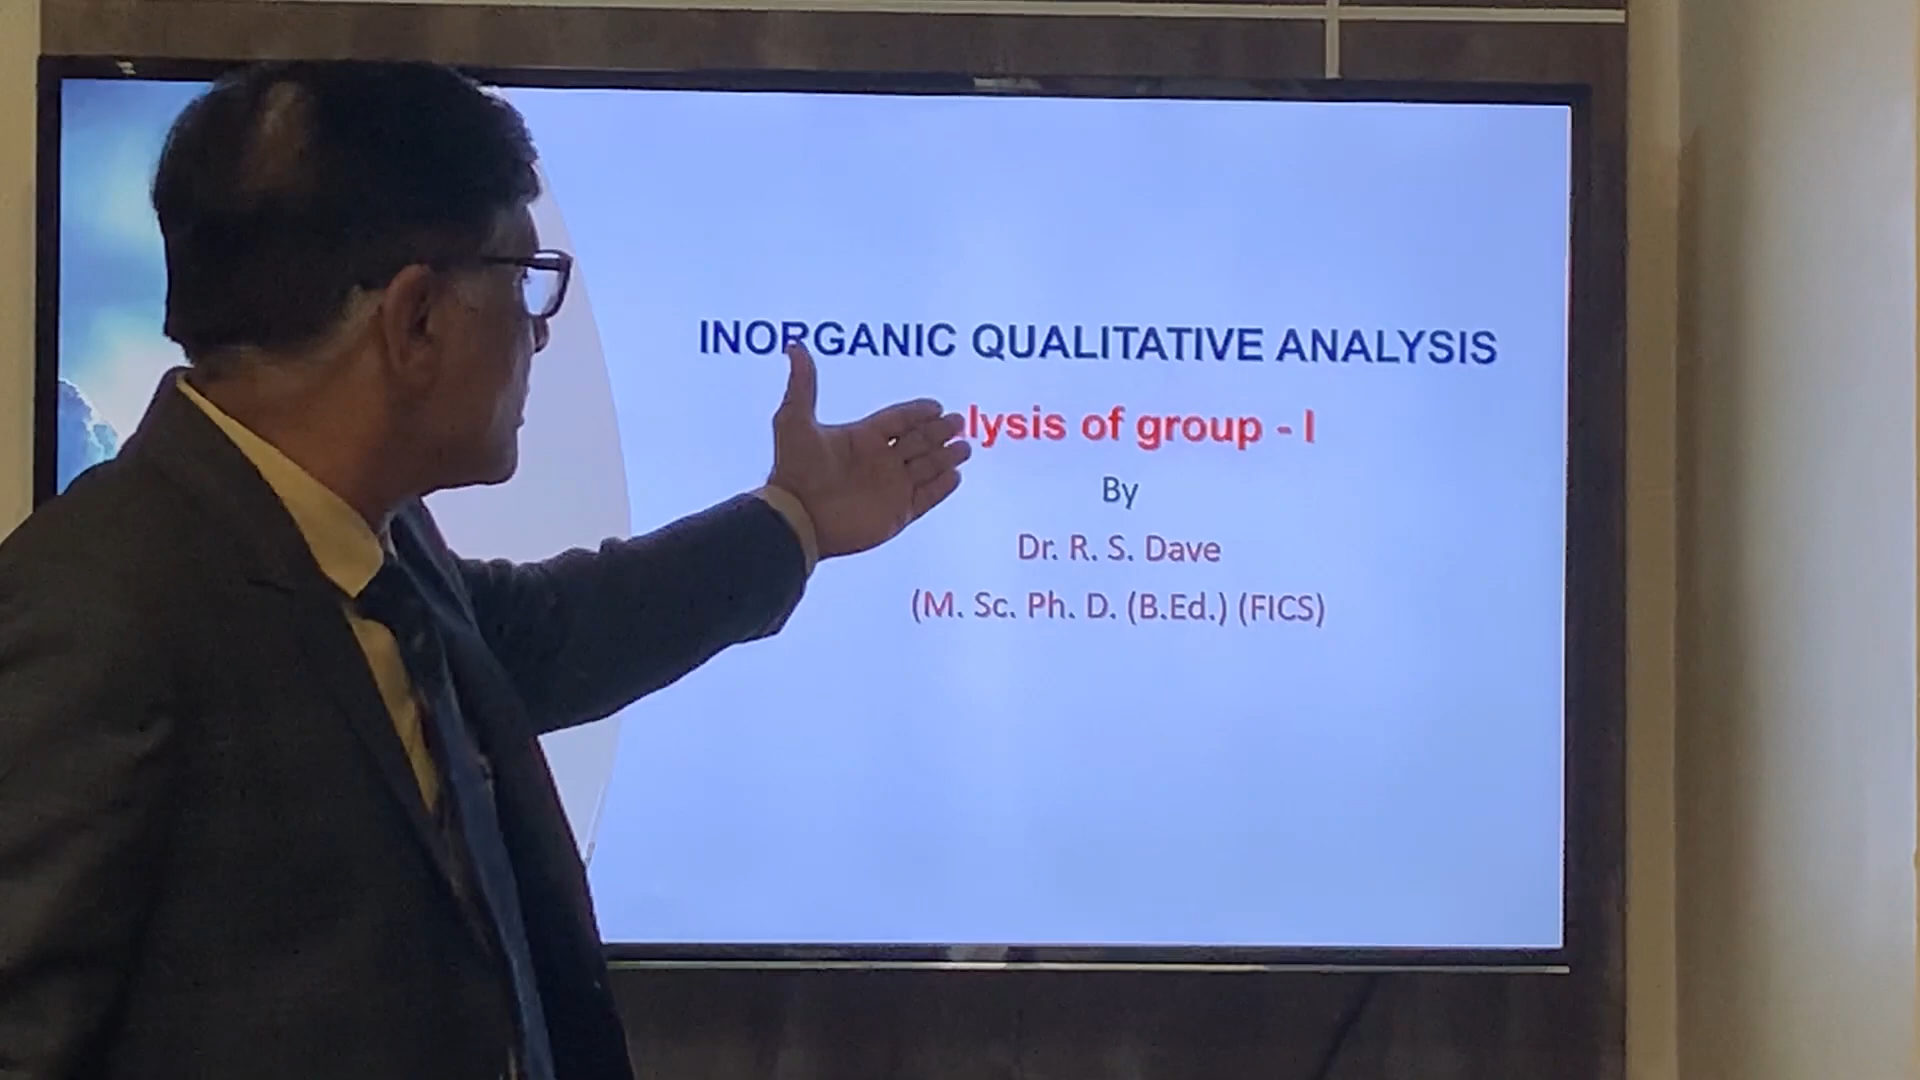 INORGANIC QUALITATIVE ANALYSIS
lysis of group - I
By
Dr. R. S. Dave
(M. Sc. Ph. D. (B.Ed.) (FICS)